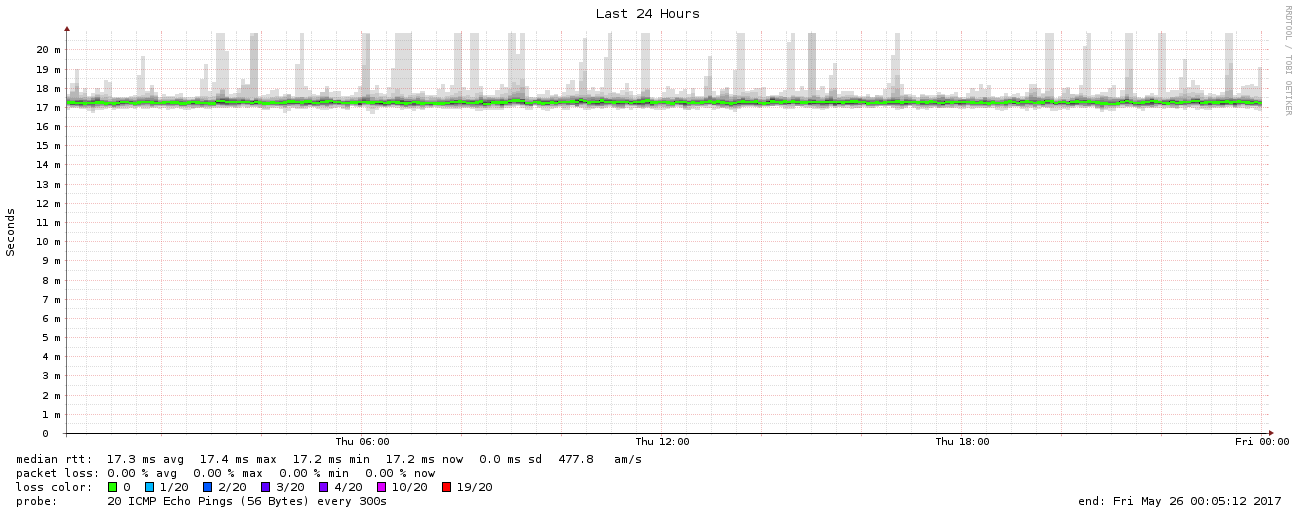 Last 24 Hours
RRDTOOL / TOBI OETIKER
Seconds
20 m
19 m
18 m
17 m
16 m
15 m
14 m
13 m
12 m
11 m
10 m
9 m
8 m
7 m
6 m
5 m
4 m
3 m
2 m
1 m
0
Thu 06:00 Thu 12:00 Thu 18:00 Fri 00:00
median rtt: 17.3 ms avg 17.4 ms max 17.2 ms min 17.2 ms now 0.0 ms sd 477.8 am/s
packet loss: 0.00 % avg 0.00 % max 0.00 % min 0.00 % now
loss color: 0 1/20 2/20 3/20 4/20 10/20 19/20
probe: 20 ICMP Echo Pings (56 Bytes) every 300s end: Fri May 26 00:05:12 2017